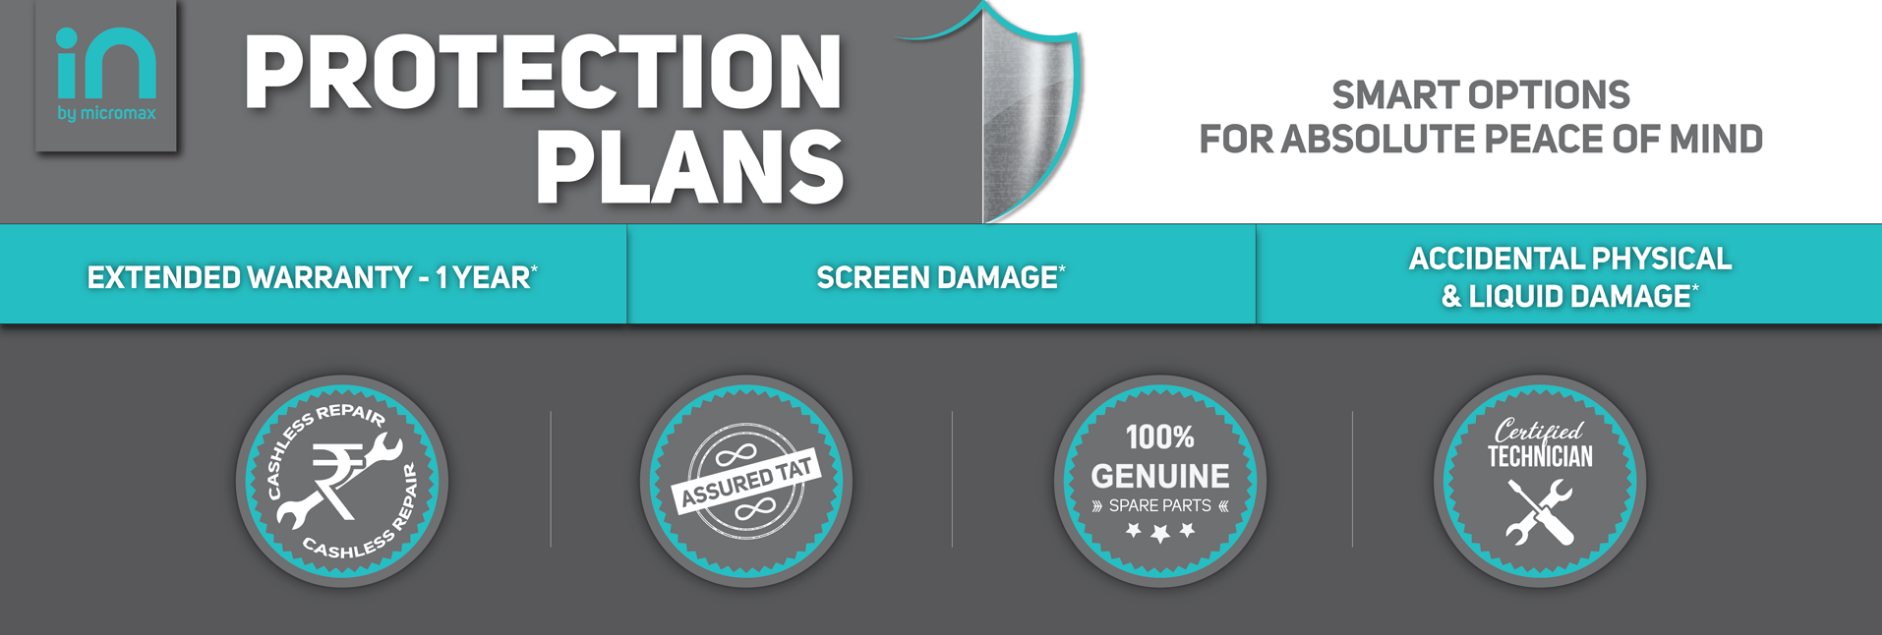 in
by micromax
PROTECTION
PLANS
SMART OPTIONS
FOR ABSOLUTE PEACE OF MIND
EXTENDED WARRANTY - 1 YEAR*
SCREEN DAMAGE*
ACCIDENTAL PHYSICAL
& LIQUID DAMAGE*
CASHLESS REPAIR
₹
CASHLESS REPAIR
ASSURED TAT
100%
GENUINE
SPARE PARTS
Certified
TECHNICIAN